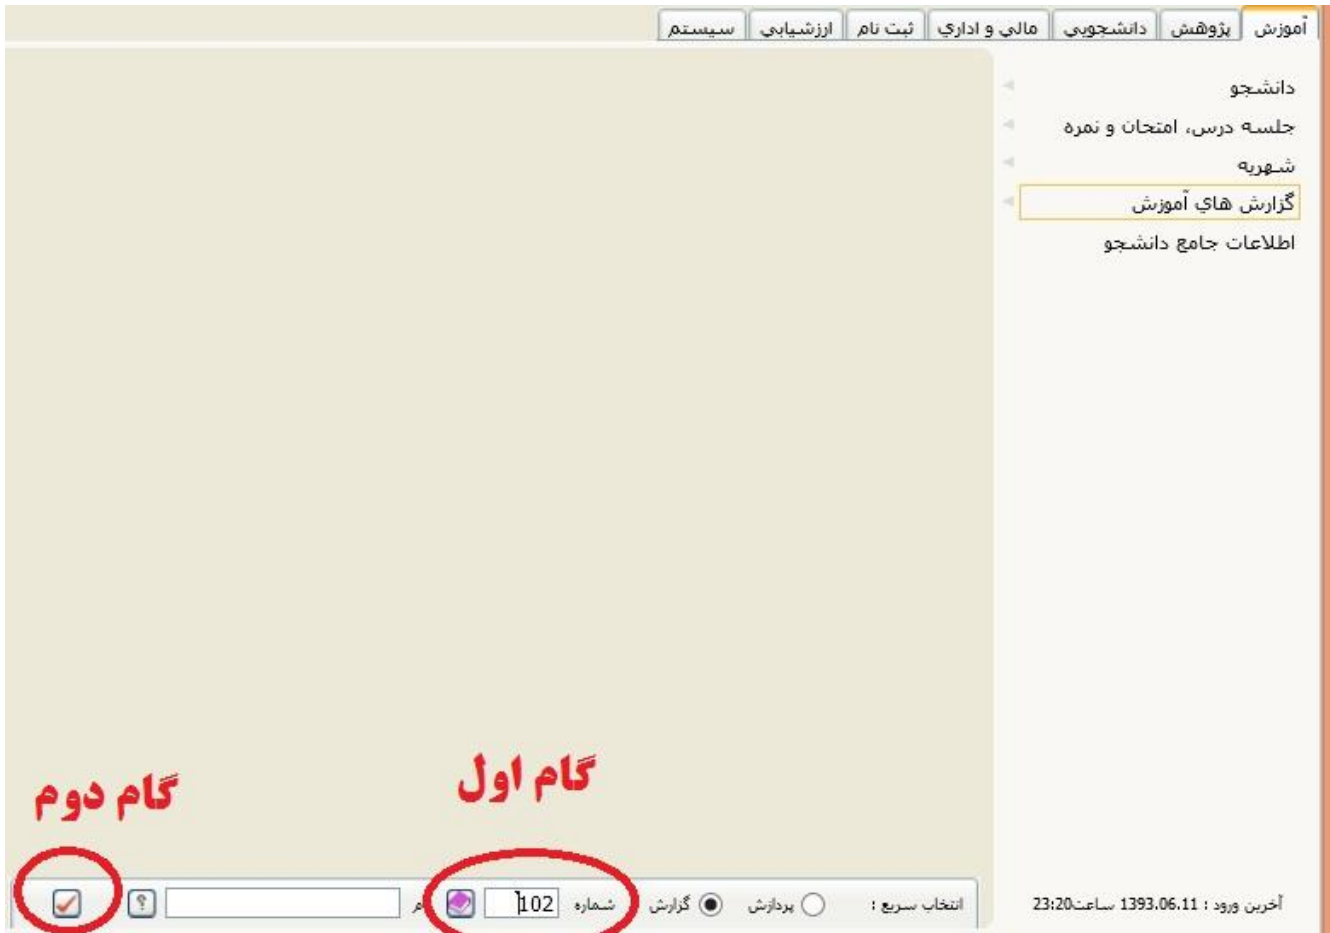 آموزش پژوهش دانشجويي مالي و اداري ثبت نام ارزشيابي سيستم
دانشجو
جلسه درس، امتحان و نمره
شهريه
گزارش هاي آموزش
اطلاعات جامع دانشجو
گام اول
گام دوم
آخرين ورود : 1393.06.11 ساعت23:20
انتخاب سريع : پردازش گزارش شماره 102 ؟